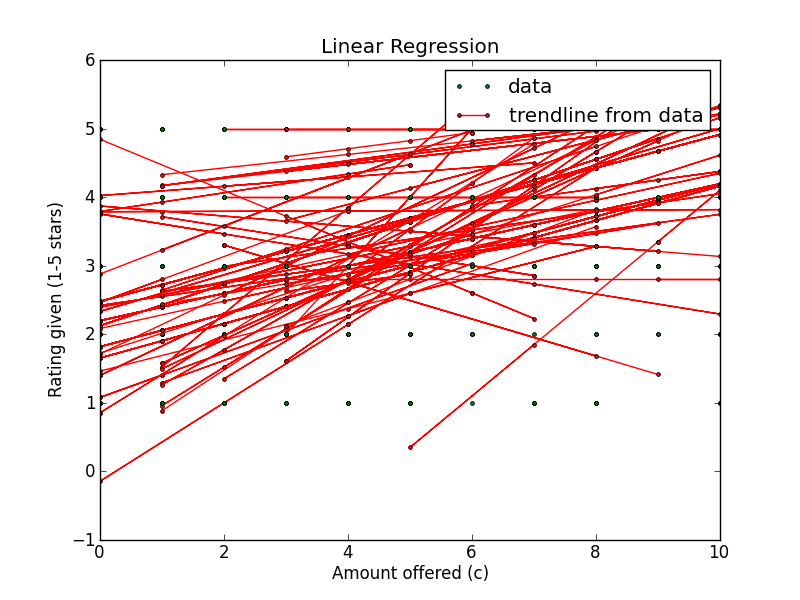 Linear Regression
data
trendline from data
6
5
4
3
2
1
0
−1
Rating given (1-5 stars)
0 2 4 6 8 10
Amount offered (c)